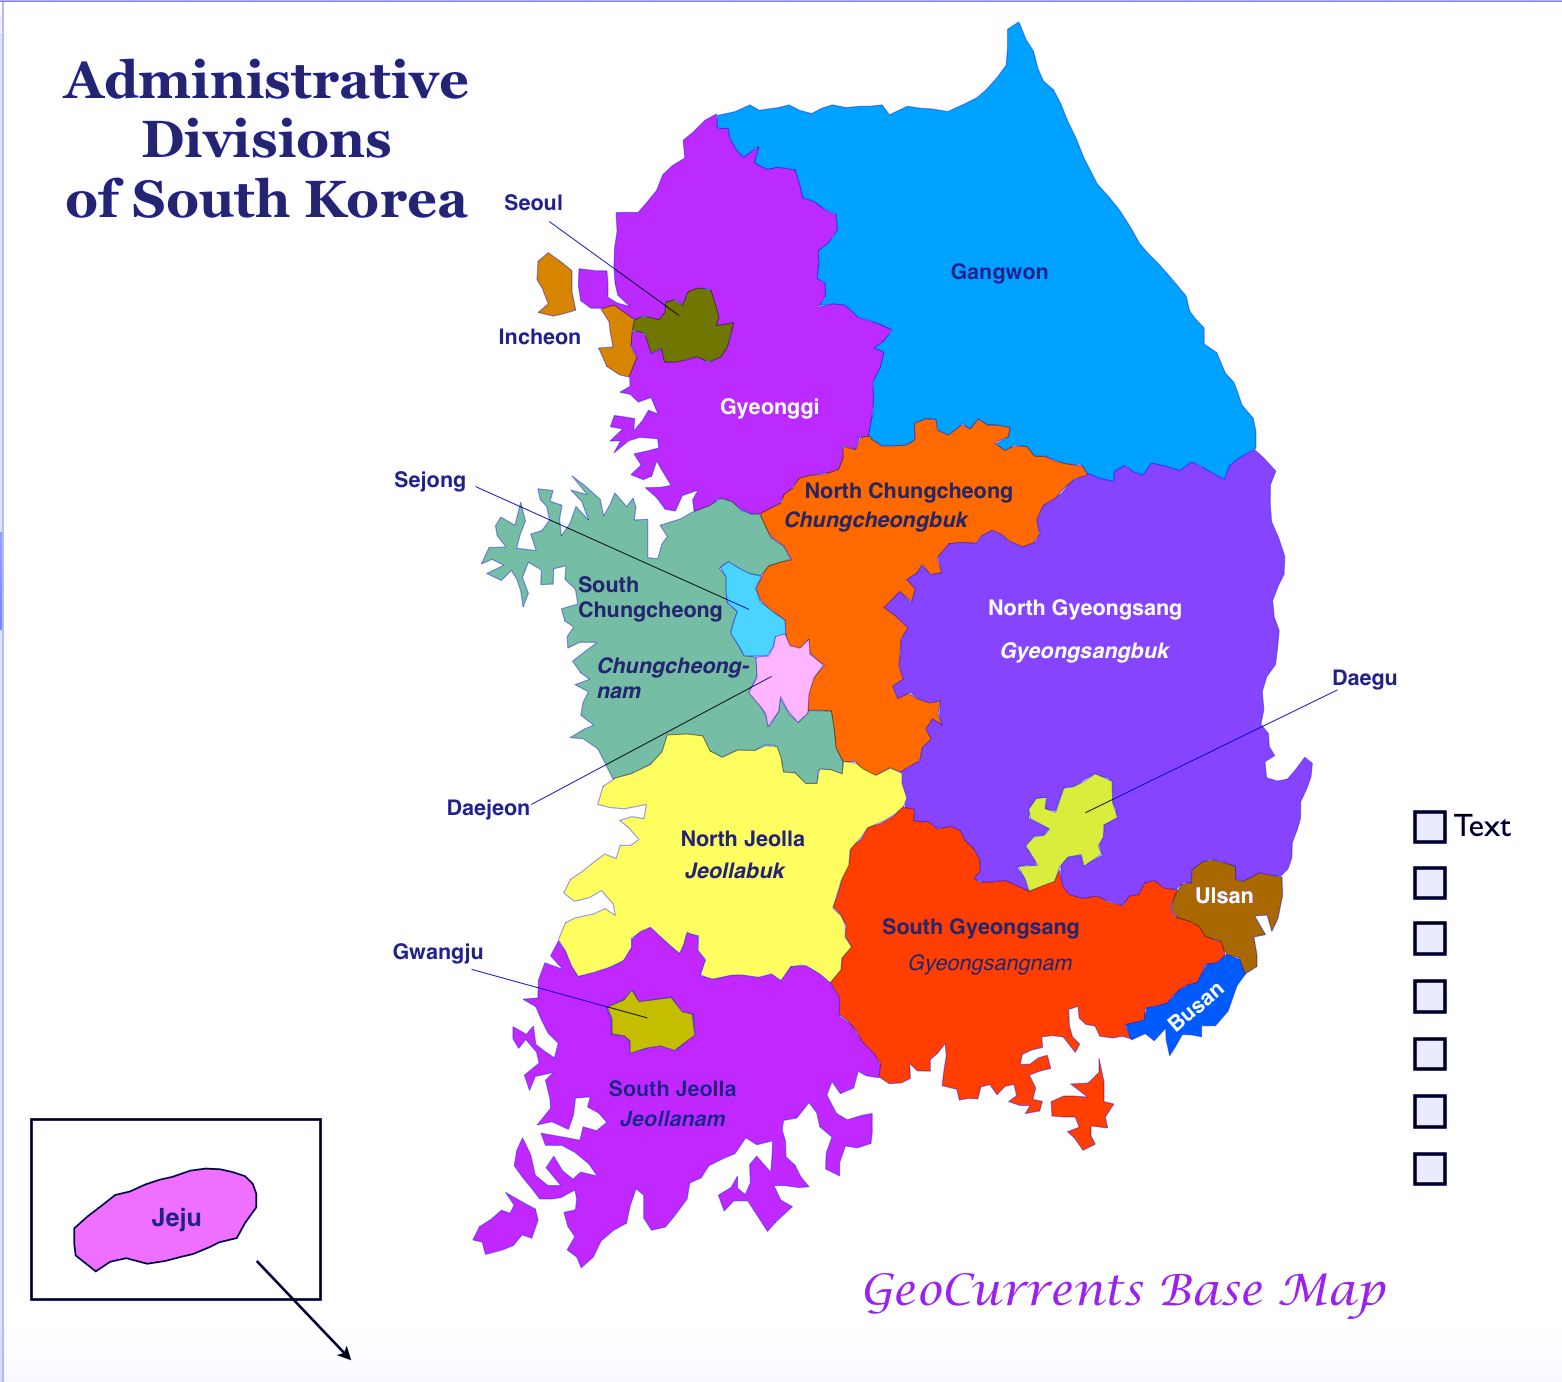 Administrative
Divisions
of South Korea
Seoul
Gangwon
Incheon
Gyeonggi
Sejong
North Chungcheong
Chungcheongbuk
South
Chungcheong
Chungcheong-
nam
North Gyeongsang
Gyeongsangbuk
Daegu
Daejeon
North Jeolla
Jeollabuk
Text
Ulsan
South Gyeongsang
Gyeongsangnam
Gwangju
Busan
South Jeolla
Jeollanam
Jeju
GeoCurrents Base Map